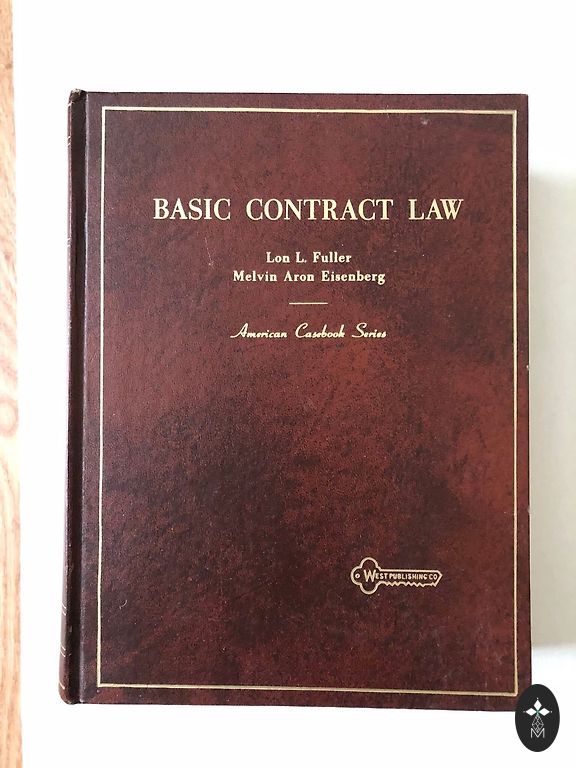 BASIC CONTRACT LAW
Lon L. Fuller
Melvin Aron Eisenberg
American Casebook Series
WEST PUBLISHING CO
M